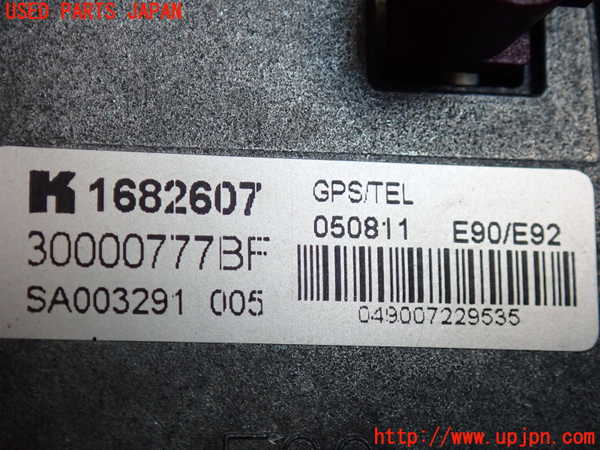 USED PARTS JAPAN
K 1682607
30000777BF
SA003291 005
GPS/TEL
050811 E90/E92
049007229535
http://www.upjpn.com/